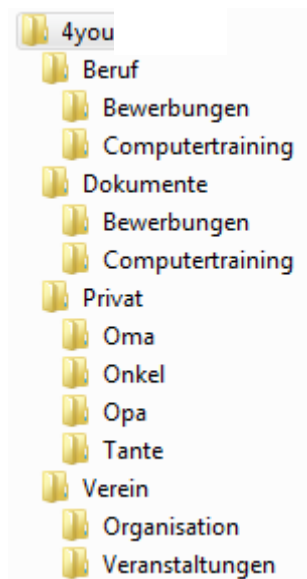 4you
Beruf
Bewerbungen
Computertraining
Dokumente
Bewerbungen
Computertraining
Privat
Oma
Onkel
Opa
Tante
Verein
Organisation
Veranstaltungen